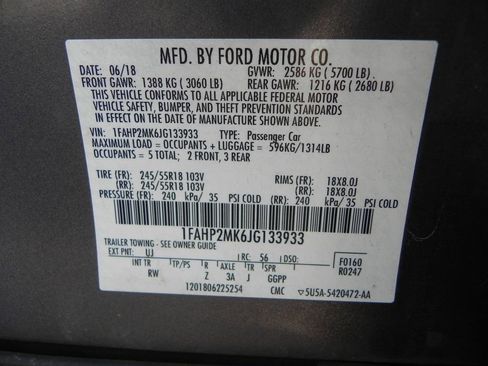 MFD. BY FORD MOTOR CO.
DATE: 06/18 GVWR: 2586 KG ( 5700 LB)
FRONT GAWR: 1388 KG ( 3060 LB) REAR GAWR: 1216 KG ( 2680 LB)
THIS VEHICLE CONFORMS TO ALL APPLICABLE FEDERAL MOTOR
VEHICLE SAFETY, BUMPER, AND THEFT PREVENTION STANDARDS
IN EFFECT ON THE DATE OF MANUFACTURE SHOWN ABOVE.
VIN: 1FAHP2MK6JG133933 TYPE: Passenger Car
MAXIMUM LOAD = OCCUPANTS + LUGGAGE = 596KG/1314LB
OCCUPANTS = 5 TOTAL; 2 FRONT, 3 REAR
TIRE (FR): 245/55R18 103V RIMS (FR): 18X8.0J
(RR): 245/55R18 103V (RR): 18X8.0J
PRESSURE (FR): 240 kPa/ 35 PSI COLD (RR): 240 kPa/ 35 PSI COLD
1FAHP2MK6JG133933
TRAILER TOWING - SEE OWNER GUIDE
EXT PNT: UJ RC: 56 DSO: F0160
INT TR TP/PS R AXLE TR SPR R0247
RW Z 3A J GGPP
1201806225254 CMC 5U5A-5420472-AA